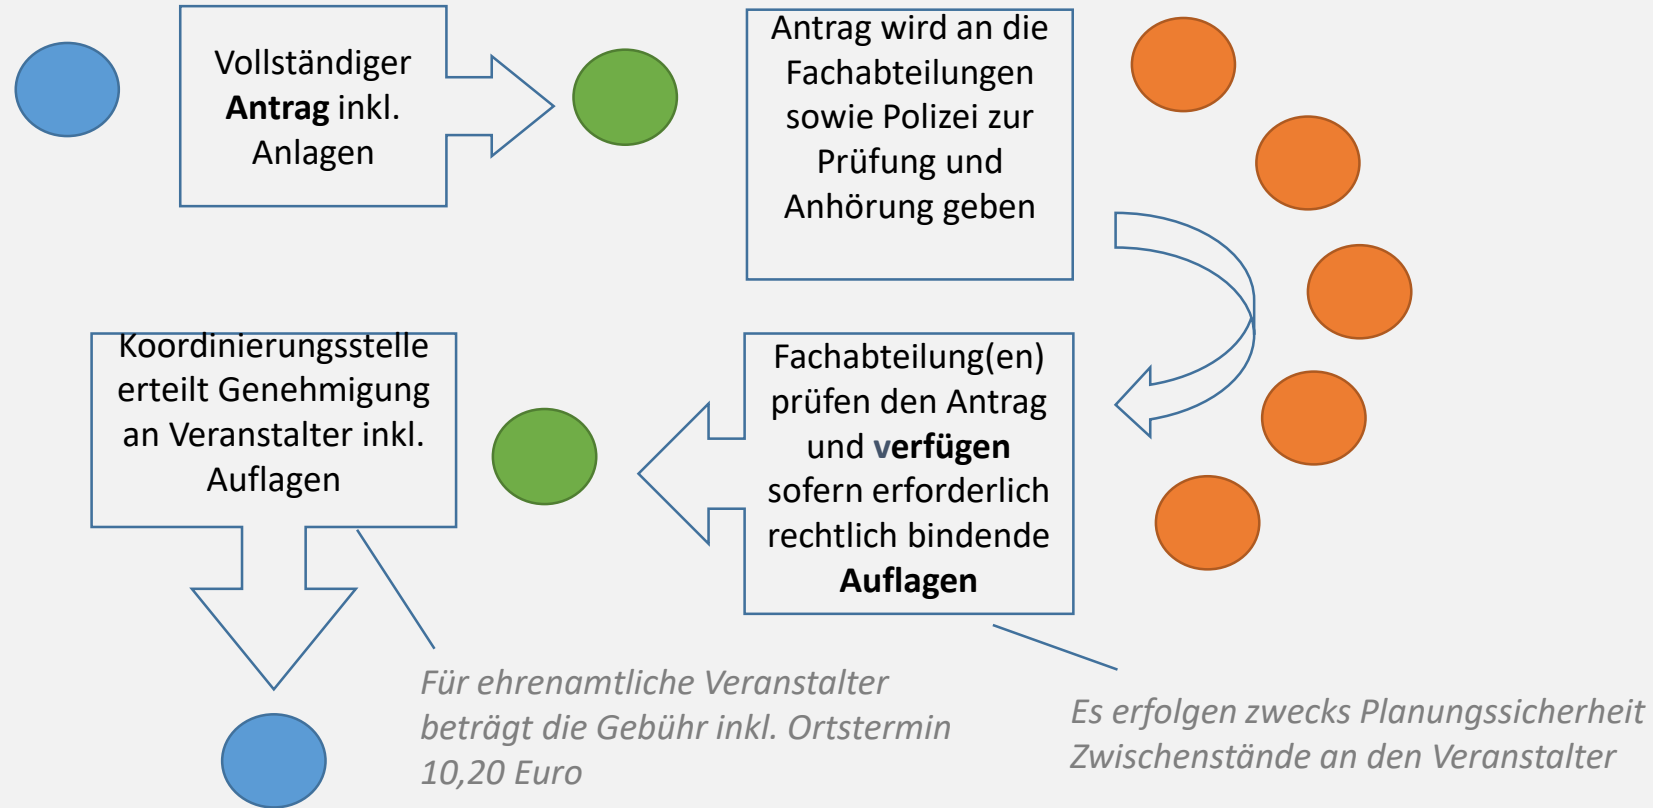 Vollständiger
Antrag inkl.
Anlagen
Antrag wird an die
Fachabteilungen
sowie Polizei zur
Prüfung und
Anhörung geben
Koordinierungsstelle
erteilt Genehmigung
an Veranstalter inkl.
Auflagen
Fachabteilung(en)
prüfen den Antrag
und verfügen
sofern erforderlich
rechtlich bindende
Auflagen
Für ehrenamtliche Veranstalter
beträgt die Gebühr inkl. Ortstermin
10,20 Euro
Es erfolgen zwecks Planungssicherheit
Zwischenstände an den Veranstalter